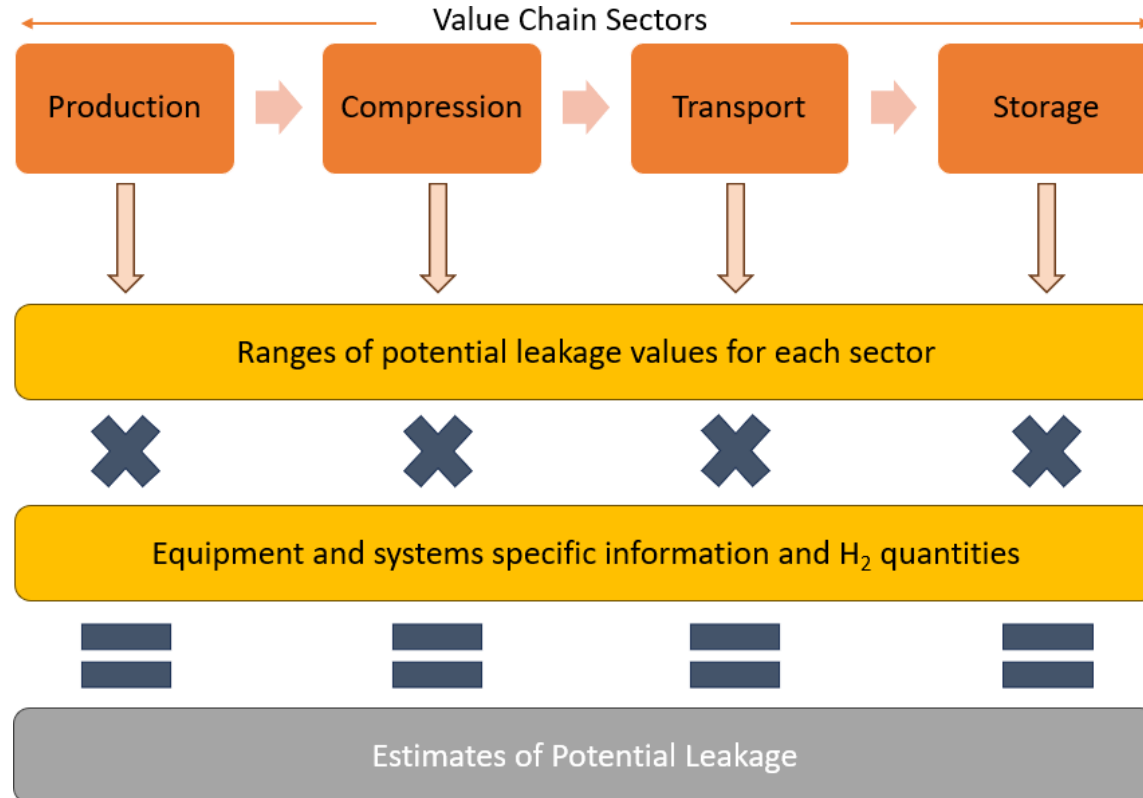 Value Chain Sectors
Production
Compression
Transport
Storage
Ranges of potential leakage values for each sector
Equipment and systems specific information and H₂ quantities
Estimates of Potential Leakage